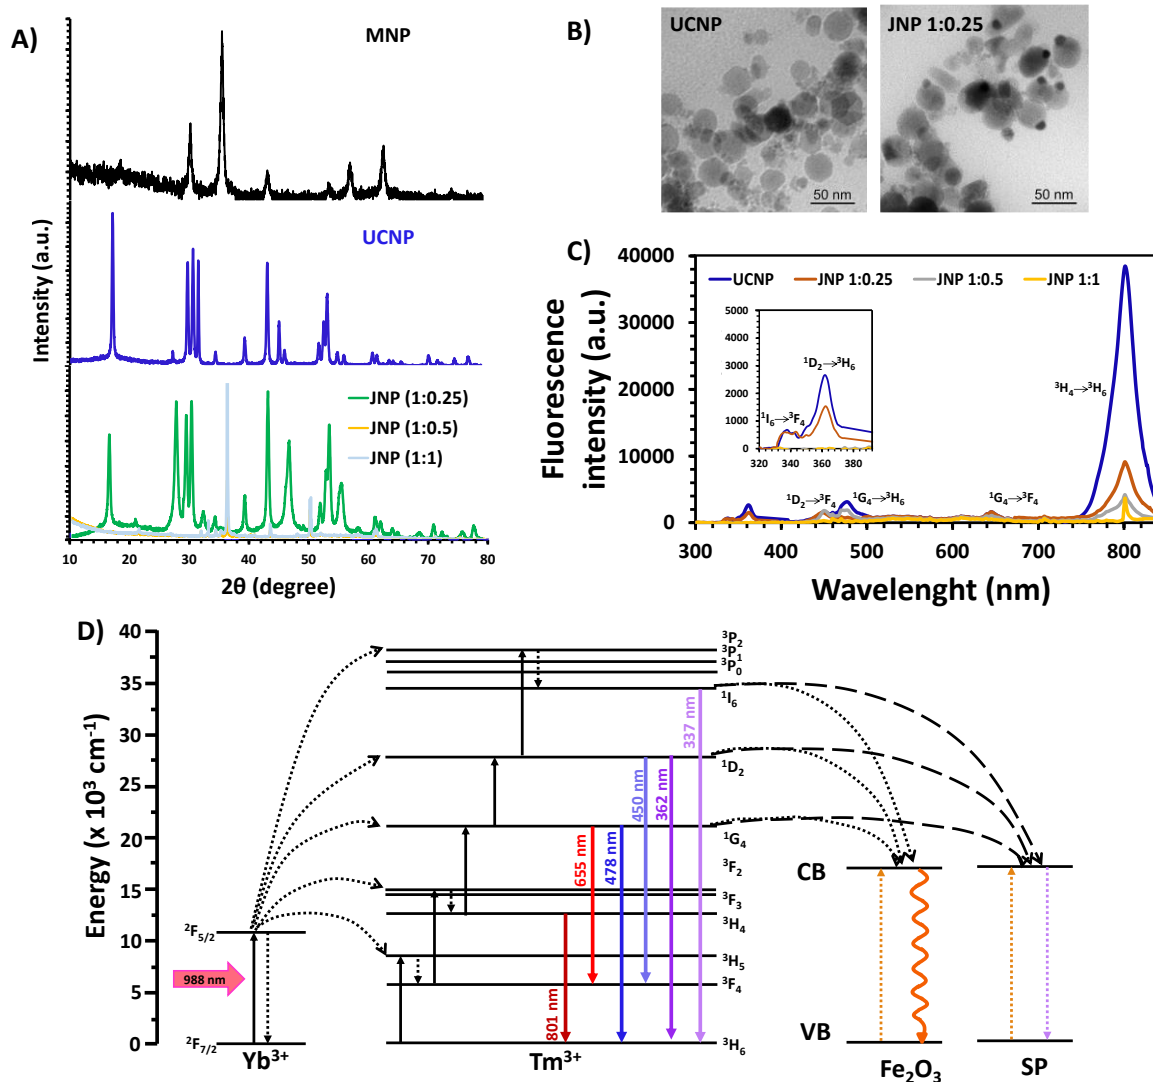 A)
MNP
UCNP
JNP (1:0.25)
JNP (1:0.5)
JNP (1:1)
Intensity (a.u.)
10 20 30 40 50 60 70 80
2θ (degree)
B)
UCNP
50 nm
JNP 1:0.25
50 nm
C)
40000
30000
20000
10000
0
Fluorescence
intensity (a.u.)
UCNP JNP 1:0.25 JNP 1:0.5 JNP 1:1
5000
4000
3000
2000
1000
0
320 340 360 380
¹D₂→³H₆
¹I₆→³F₄
³H₄→³H₆
¹D₂→³F₄
¹G₄→³H₆
¹G₄→³F₄
300 400 500 600 700 800
Wavelenght (nm)
D)
Energy (x 10³ cm⁻¹)
40
35
30
25
20
15
10
5
0
²F₅/₂
988 nm
²F₇/₂
Yb³⁺
³P₂
³P₁
³P₀
¹I₆
¹D₂
¹G₄
³F₂
³F₃
³H₄
³H₅
³F₄
³H₆
801 nm
655 nm
478 nm
450 nm
362 nm
337 nm
Tm³⁺
CB
VB
Fe₂O₃
SP